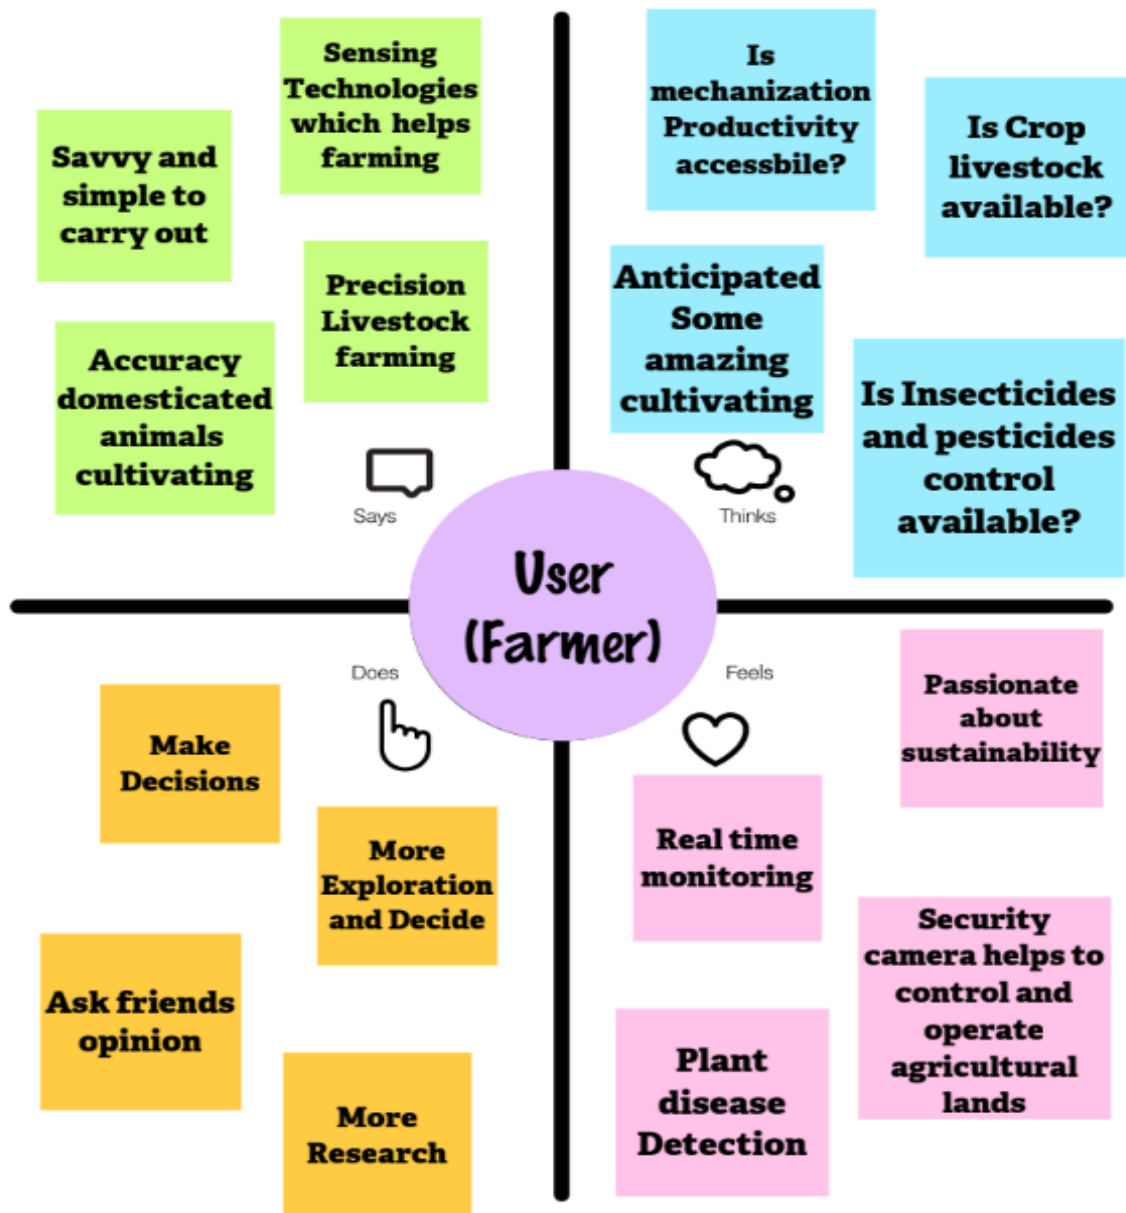 Sensing
Technologies
which helps
farming
Savvy and
simple to
carry out
Precision
Livestock
farming
Accuracy
domesticated
animals
cultivating
Says
Is
mechanization
Productivity
accessbile?
Is Crop
livestock
available?
Anticipated
Some
amazing
cultivating
Is Insecticides
and pesticides
control
available?
Thinks
User
(Farmer)
Does
Make
Decisions
More
Exploration
and Decide
Ask friends
opinion
More
Research
Feels
Passionate
about
sustainability
Real time
monitoring
Security
camera helps to
control and
operate
agricultural
lands
Plant
disease
Detection